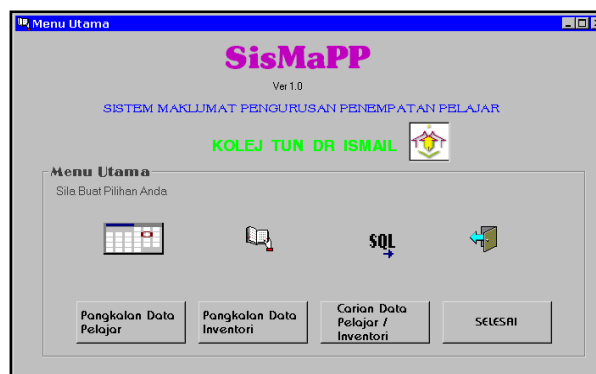 Menu Utama
SisMaPP
Ver 1.0
SISTEM MAKLUMAT PENGURUSAN PENEMPATAN PELAJAR
KOLEJ TUN DR ISMAIL
Menu Utama
Sila Buat Pilihan Anda
SQL
Pangkalan Data
Pelajar
Pangkalan Data
Inventori
Carian Data
Pelajar /
Inventori
SELESAI